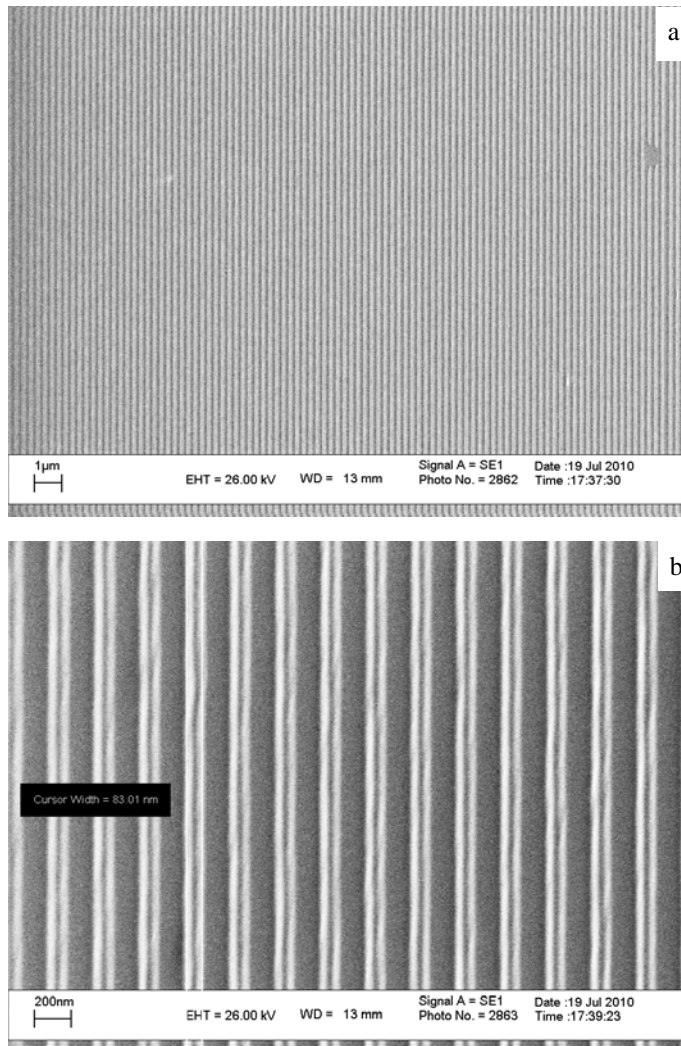 a
1µm
EHT = 26.00 kV WD = 13 mm Signal A = SE1 Date :19 Jul 2010
Photo No. = 2862 Time :17:37:30
b
Cursor Width = 83.01 nm
200nm
EHT = 26.00 kV WD = 13 mm Signal A = SE1 Date :19 Jul 2010
Photo No. = 2863 Time :17:39:23